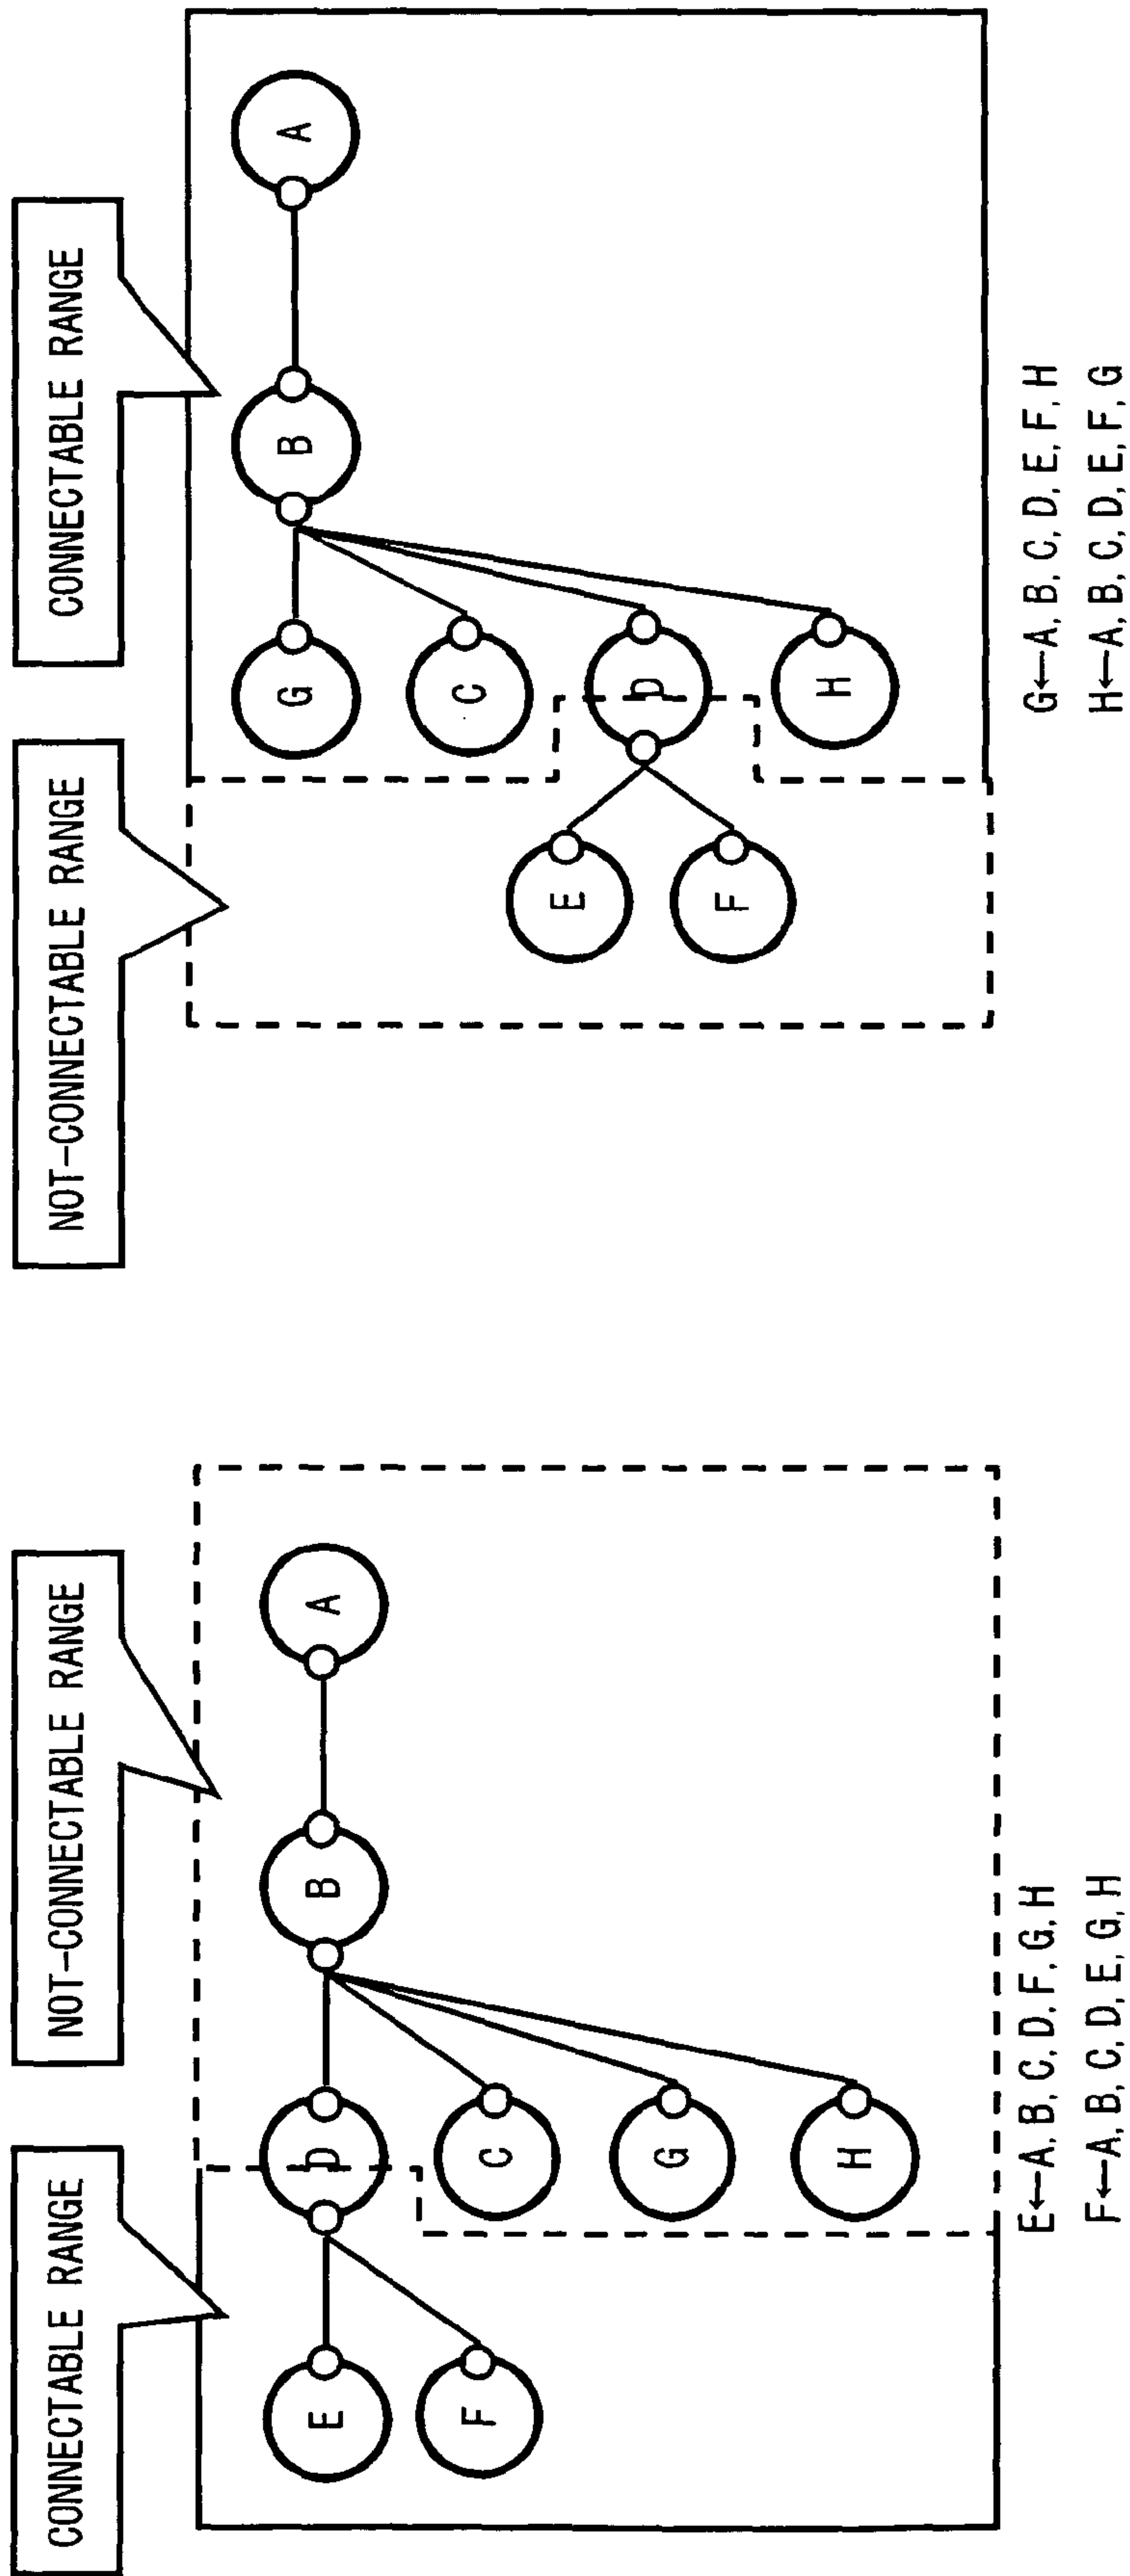 CONNECTABLE RANGE
NOT-CONNECTABLE RANGE
E
D
B
A
F
C
G
H
E←A, B, C, D, F, G, H
F←A, B, C, D, E, G, H
NOT-CONNECTABLE RANGE
CONNECTABLE RANGE
G
B
A
C
E
D
F
H
G←A, B, C, D, E, F, H
H←A, B, C, D, E, F, G